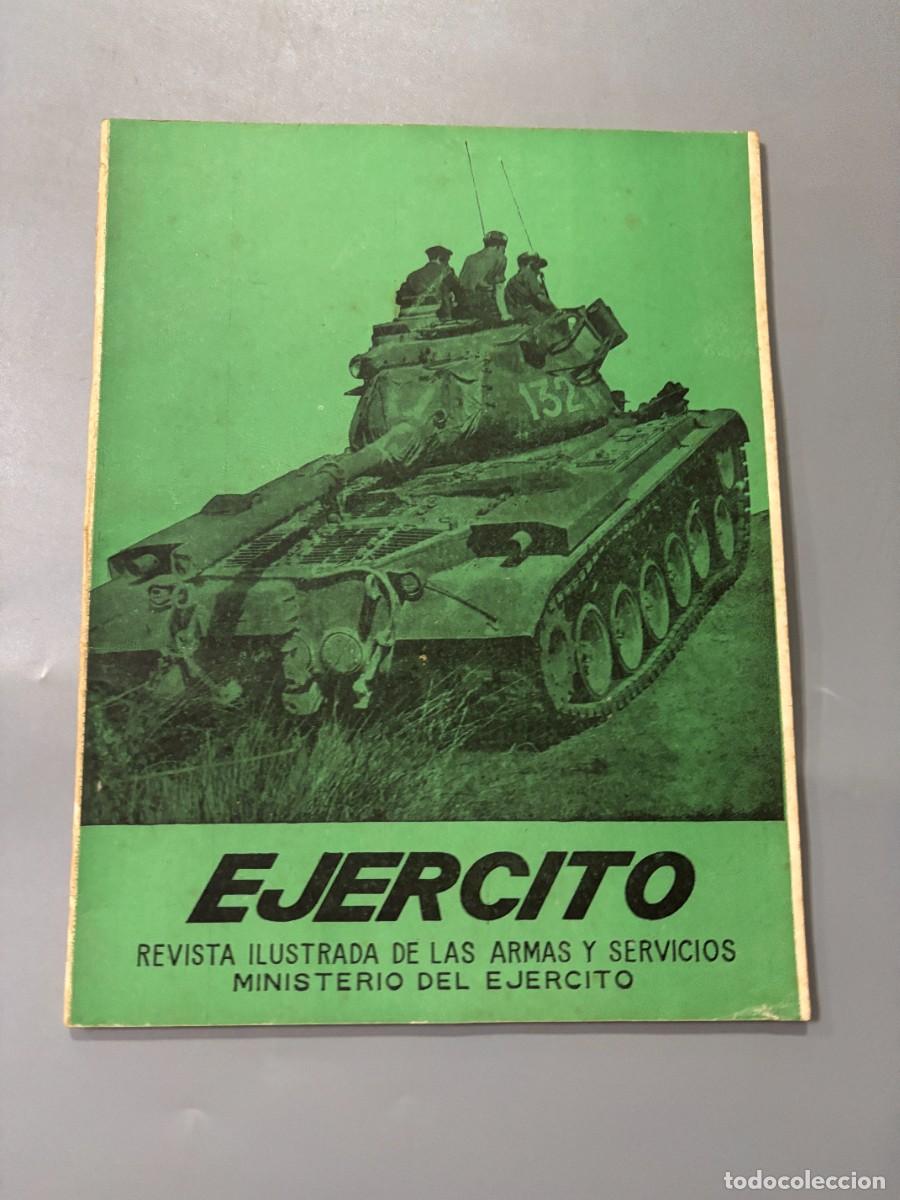 132
EJERCITO
REVISTA ILUSTRADA DE LAS ARMAS Y SERVICIOS
MINISTERIO DEL EJERCITO
todocoleccion